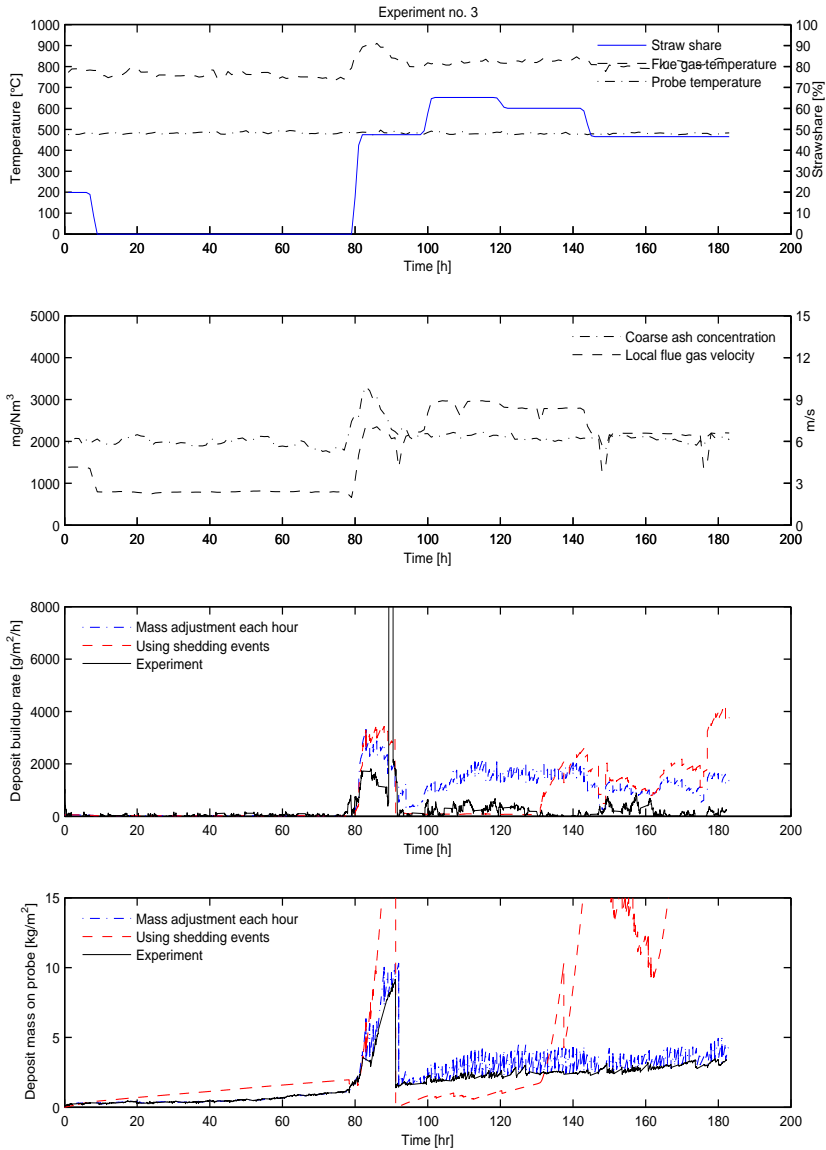 Experiment no. 3
1000
900
800
700
600
500
400
300
200
100
0
Temperature [°C]
100
90
80
70
60
50
40
30
20
10
0
Strawshare [%]
Straw share
Flue gas temperature
Probe temperature
0 20 40 60 80 100 120 140 160 180 200
Time [h]
5000
4000
3000
2000
1000
0
mg/Nm³
15
12
9
6
3
0
m/s
Coarse ash concentration
Local flue gas velocity
0 20 40 60 80 100 120 140 160 180 200
Time [h]
8000
6000
4000
2000
0
Deposit buildup rate [g/m²/h]
Mass adjustment each hour
Using shedding events
Experiment
0 20 40 60 80 100 120 140 160 180 200
Time [h]
15
10
5
0
Deposit mass on probe [kg/m²]
Mass adjustment each hour
Using shedding events
Experiment
0 20 40 60 80 100 120 140 160 180 200
Time [hr]